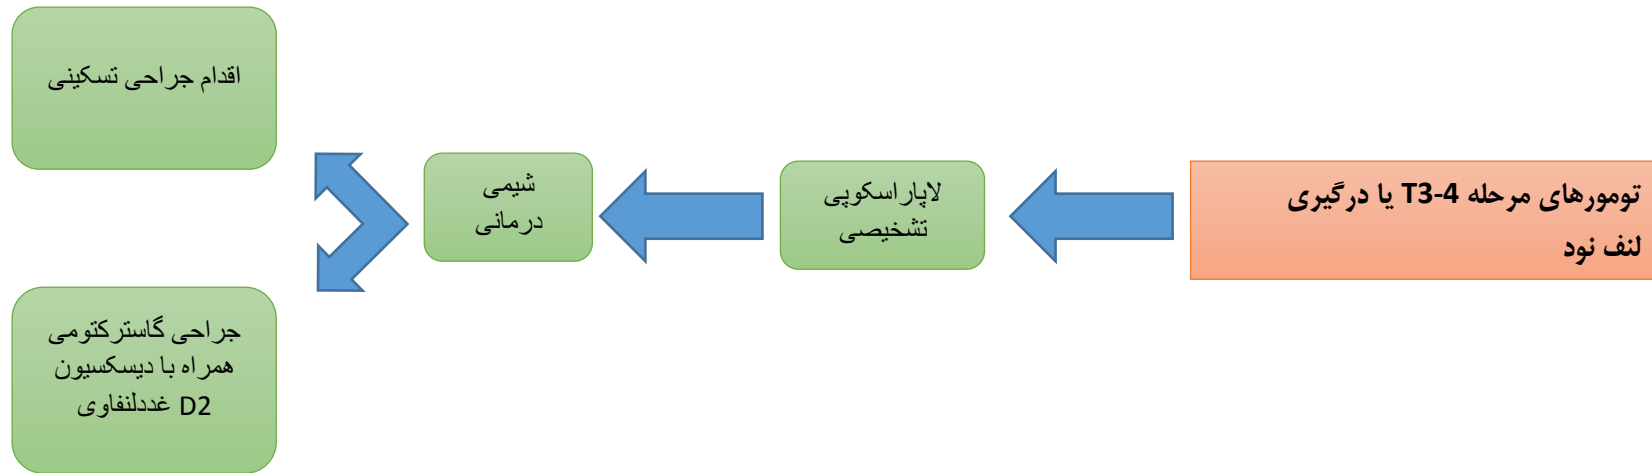 تومورهای مرحله T3-4 یا درگیری
لنف نود
لاپاراسکوپی
تشخیصی
شیمی
درمانی
اقدام جراحی تسکینی
جراحی گاسترکتومی
همراه با دیسکسیون
D2 غددلنفاوی